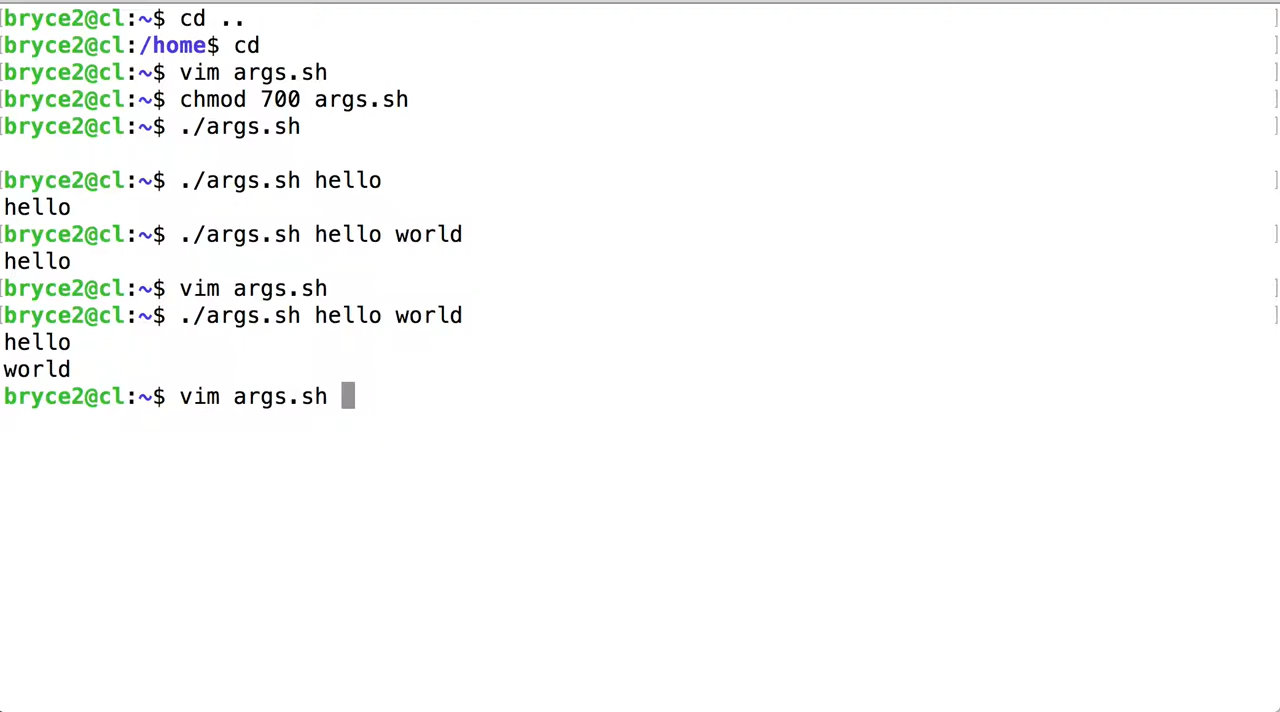 [bryce2@cl:~$ cd .. ]
[bryce2@cl:/home$ cd ]
[bryce2@cl:~$ vim args.sh ]
[bryce2@cl:~$ chmod 700 args.sh ]
[bryce2@cl:~$ ./args.sh ]
[bryce2@cl:~$ ./args.sh hello ]
hello
[bryce2@cl:~$ ./args.sh hello world ]
hello
[bryce2@cl:~$ vim args.sh ]
[bryce2@cl:~$ ./args.sh hello world ]
hello
world
bryce2@cl:~$ vim args.sh